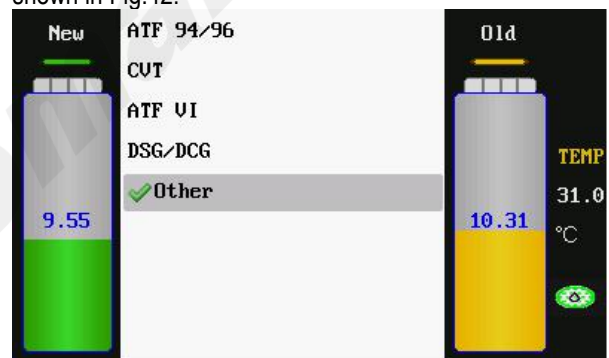 shown in Fig.12.
New
ATF 94/96
CVT
ATF VI
DSG/DCG
Other
9.55
Old
10.31
TEMP
31.0
°C